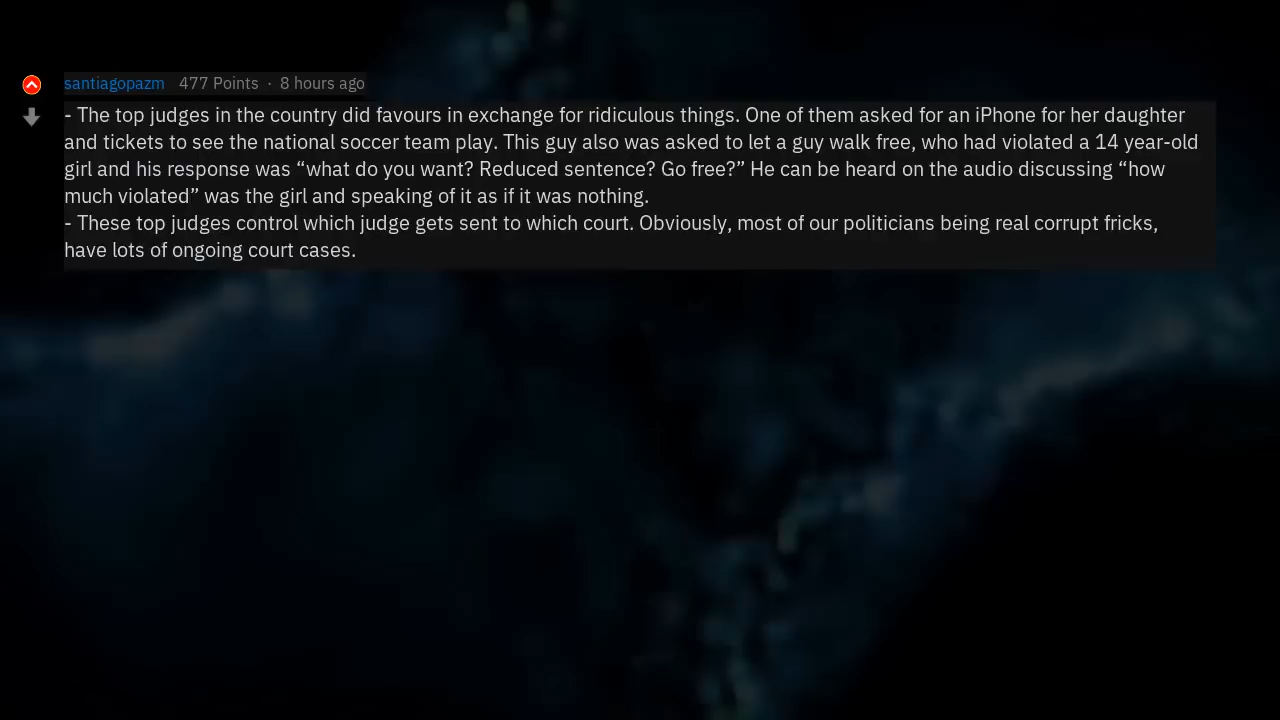 santiagopazm 477 Points · 8 hours ago
- The top judges in the country did favours in exchange for ridiculous things. One of them asked for an iPhone for her daughter
and tickets to see the national soccer team play. This guy also was asked to let a guy walk free, who had violated a 14 year-old
girl and his response was “what do you want? Reduced sentence? Go free?” He can be heard on the audio discussing “how
much violated” was the girl and speaking of it as if it was nothing.
- These top judges control which judge gets sent to which court. Obviously, most of our politicians being real corrupt fricks,
have lots of ongoing court cases.